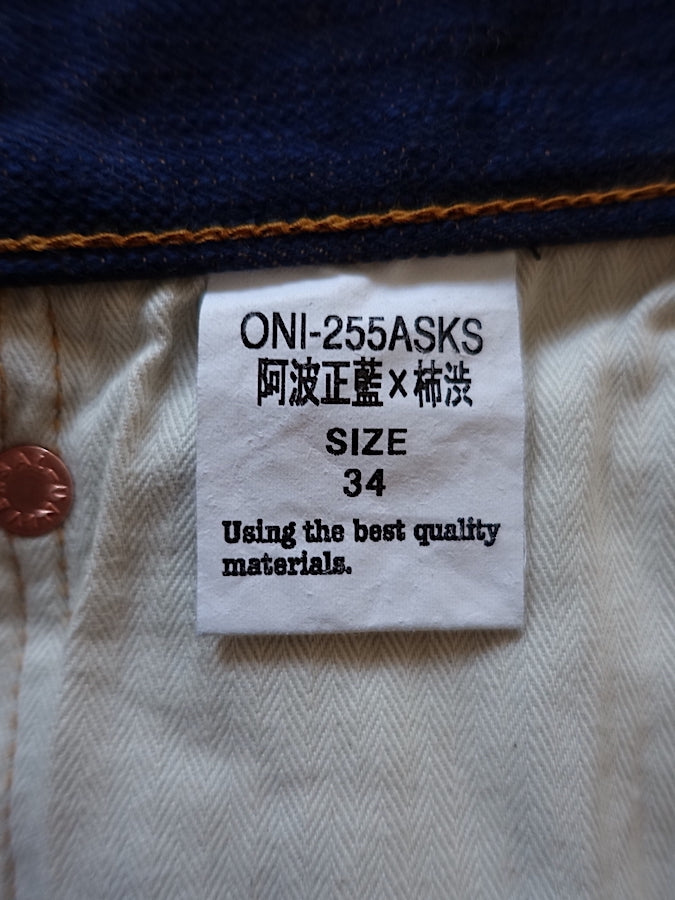 ONI-255ASKS
阿波正藍×柿渋
SIZE
34
Using the best quality
materials.